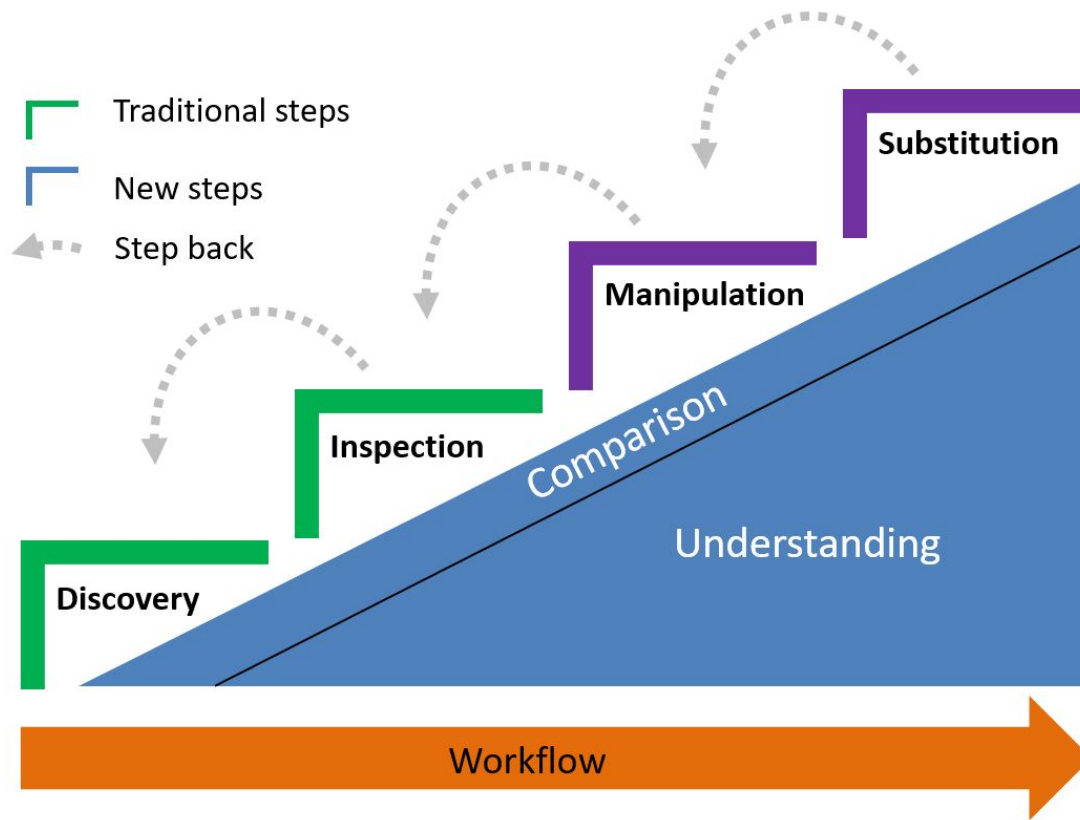 Traditional steps
New steps
Step back
Substitution
Manipulation
Inspection
Discovery
Comparison
Understanding
Workflow